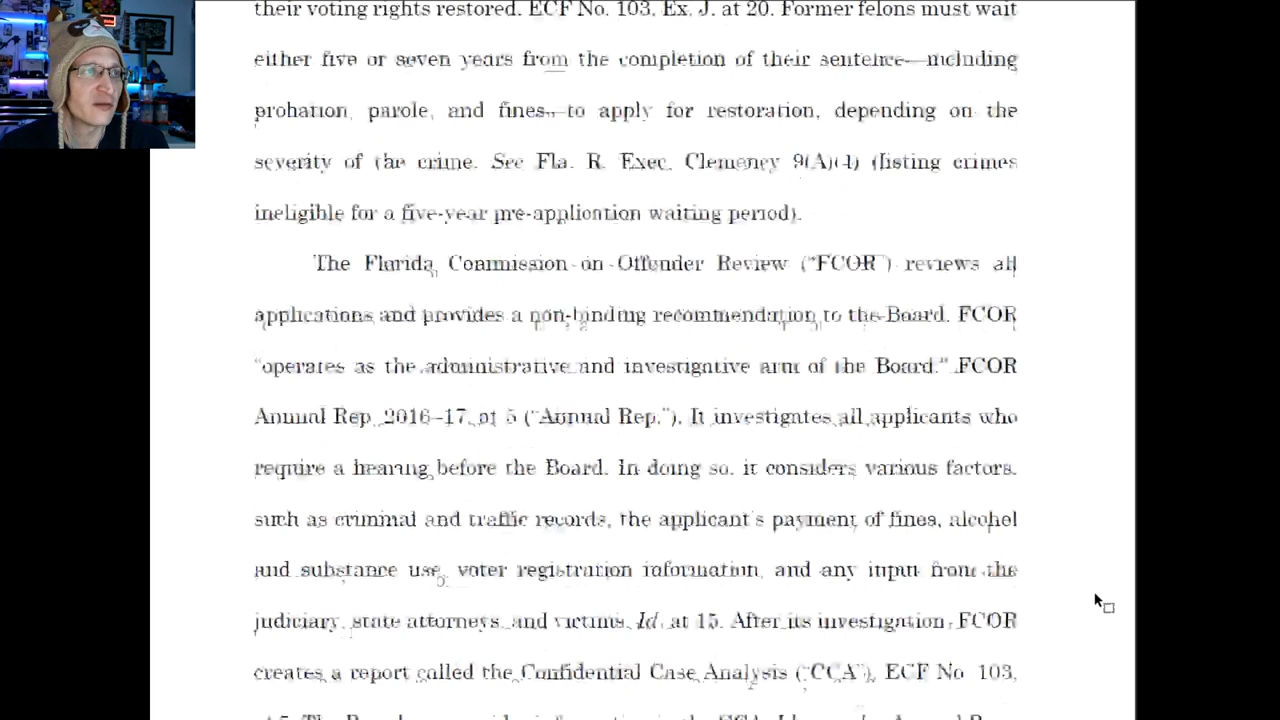 their voting rights restored. ECF No. 103, Ex. J. at 20. Former felons must wait
either five or seven years from the completion of their sentence—including
probation, parole, and fines—to apply for restoration, depending on the
severity of the crime. See Fla. R. Exec. Clemency 9(A)(4) (listing crimes
ineligible for a five-year pre-application waiting period).
The Florida Commission on Offender Review (“FCOR”) reviews all
applications and provides a non-binding recommendation to the Board. FCOR
“operates as the administrative and investigative arm of the Board.” FCOR
Annual Rep. 2016–17, at 5 (“Annual Rep.”). It investigates all applicants who
require a hearing before the Board. In doing so, it considers various factors,
such as criminal and traffic records, the applicant’s payment of fines, alcohol
and substance use, voter registration information, and any input from the
judiciary, state attorneys, and victims. Id. at 15. After its investigation, FCOR
creates a report called the Confidential Case Analysis (“CCA”), ECF No. 103,